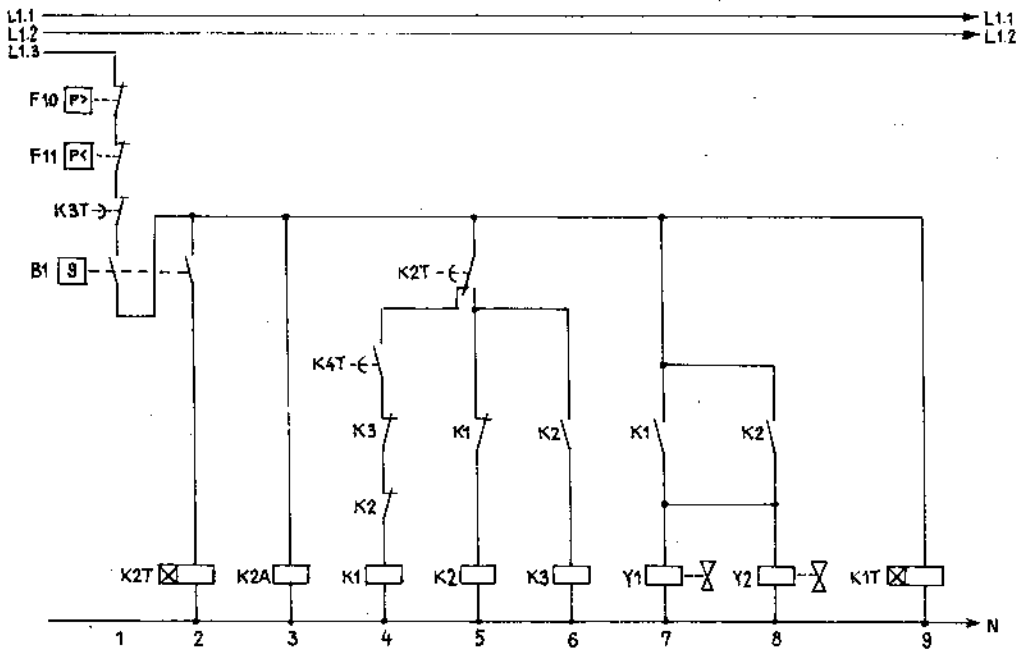 L1.1 L1.1
L1.2 L1.2
L1.3
F10 P>
F11 P<
K3T
B1 9
K2T
K4T
K3 K1 K2 K1 K2
K2
K2T K2A K1 K2 K3 Y1 Y2 K1T
N
1 2 3 4 5 6 7 8 9